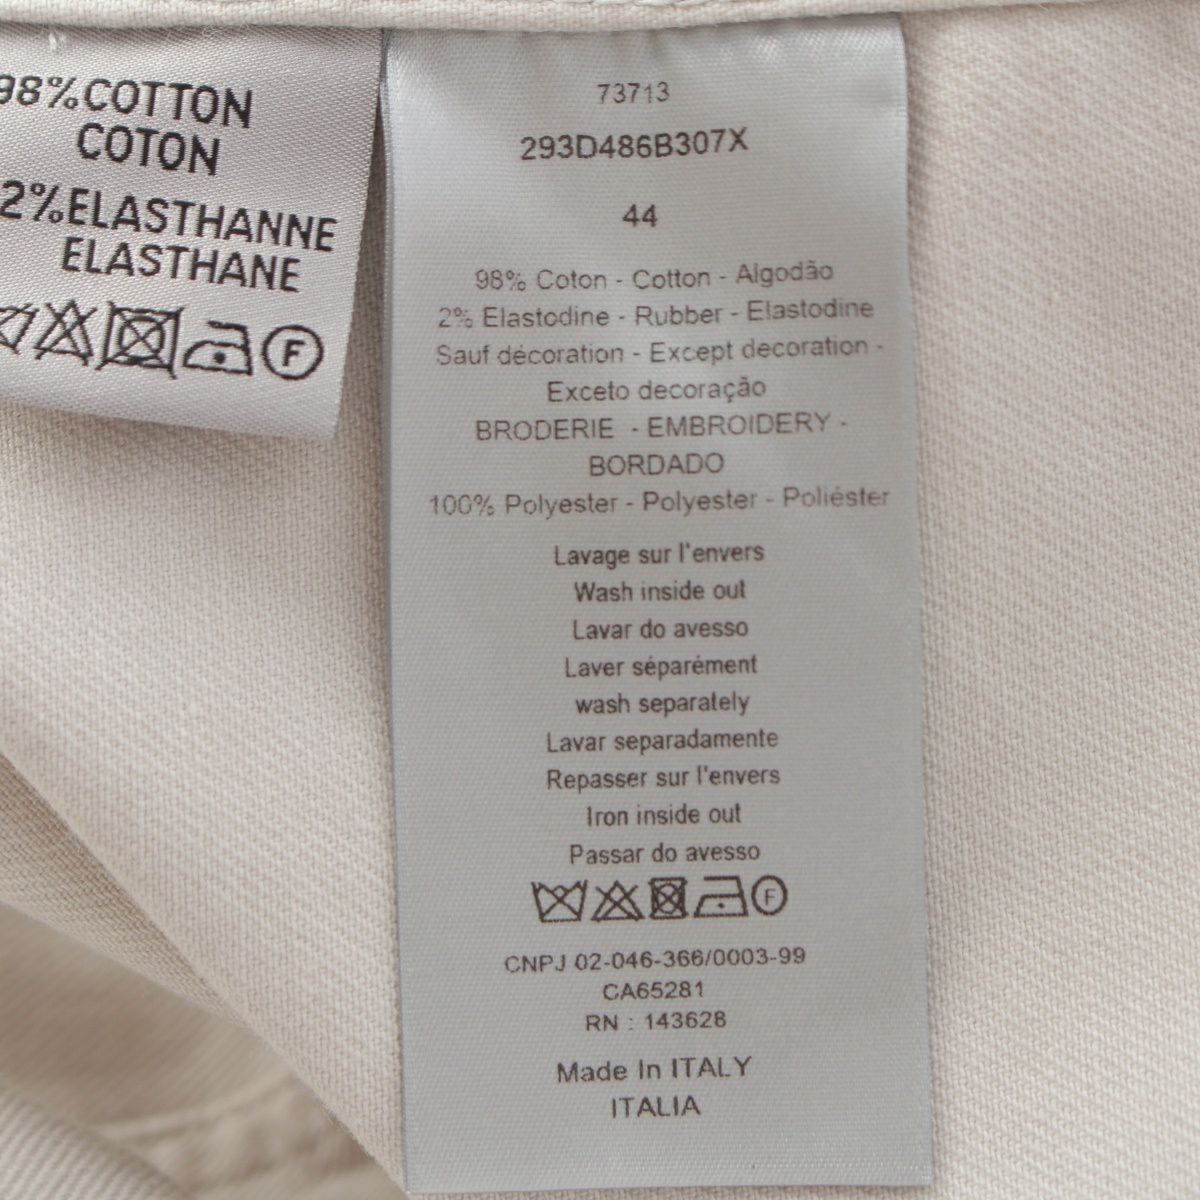 98%COTTON
COTON
2%ELASTHANNE
ELASTHANE
F
73713
293D486B307X
44
98% Coton - Cotton - Algodão
2% Elastodine - Rubber - Elastodine
Sauf décoration - Except decoration -
Exceto decoração
BRODERIE - EMBROIDERY -
BORDADO
100% Polyester - Polyester - Poliéster
Lavage sur l'envers
Wash inside out
Lavar do avesso
Laver séparément
wash separately
Lavar separadamente
Repasser sur l'envers
Iron inside out
Passar do avesso
F
CNPJ 02-046-366/0003-99
CA65281
RN : 143628
Made In ITALY
ITALIA